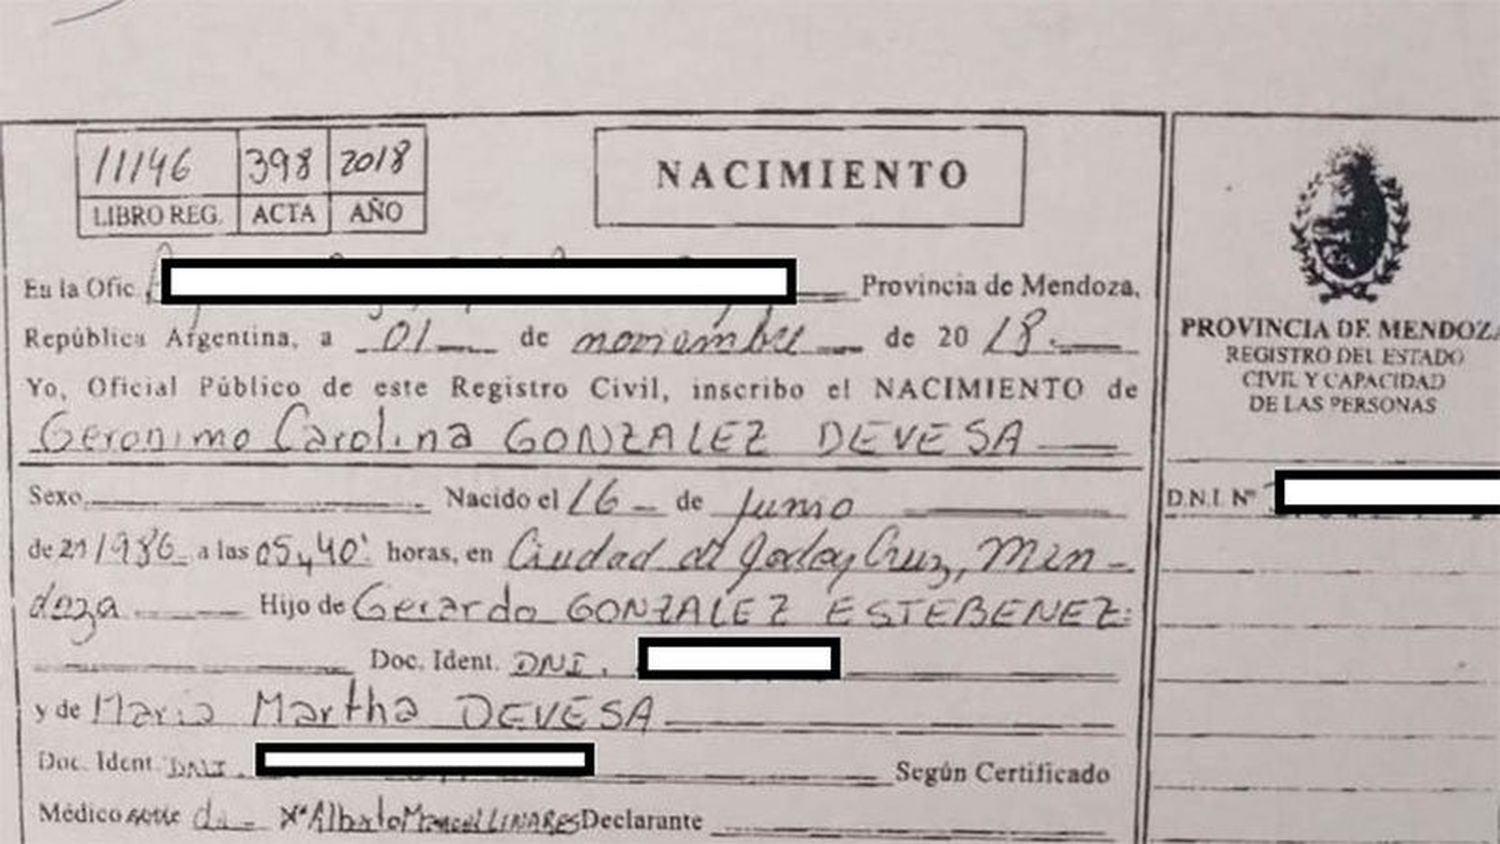 11146 398 2018
LIBRO REG. ACTA AÑO
NACIMIENTO
En la Ofic. Provincia de Mendoza,
República Argentina, a 01 de noviembre de 2018.
Yo, Oficial Público de este Registro Civil, inscribo el NACIMIENTO de
Geronimo Carolina GONZALEZ DEVESA
Sexo Nacido el 16 de Junio
de 1986 a las 05,40' horas, en Ciudad de Godoy Cruz, Men-
doza Hijo de Gerardo GONZALEZ ESTEBENEZ
Doc. Ident. DNI.
y de Maria Martha DEVESA
Doc. Ident. DNI. Según Certificado
Médico de Alberto Manuel LINARES Declarante
PROVINCIA DE MENDOZA
REGISTRO DEL ESTADO
CIVIL Y CAPACIDAD
DE LAS PERSONAS
D.N.I. Nº